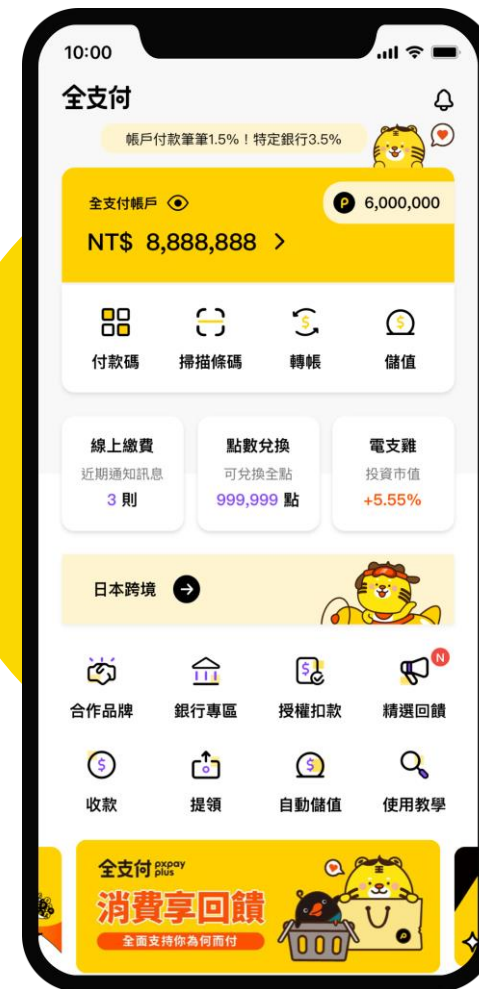 10:00
全支付
帳戶付款筆筆1.5%！特定銀行3.5%
全支付帳戶
P 6,000,000
NT$ 8,888,888 >
付款碼 掃描條碼 轉帳 儲值
線上繳費 點數兌換 電支雞
近期通知訊息 可兌換全點 投資市值
3 則 999,999 點 +5.55%
日本跨境
N
合作品牌 銀行專區 授權扣款 精選回饋
收款 提領 自動儲值 使用教學
全支付 pxpay plus
消費享回饋
全面支持你為何而付